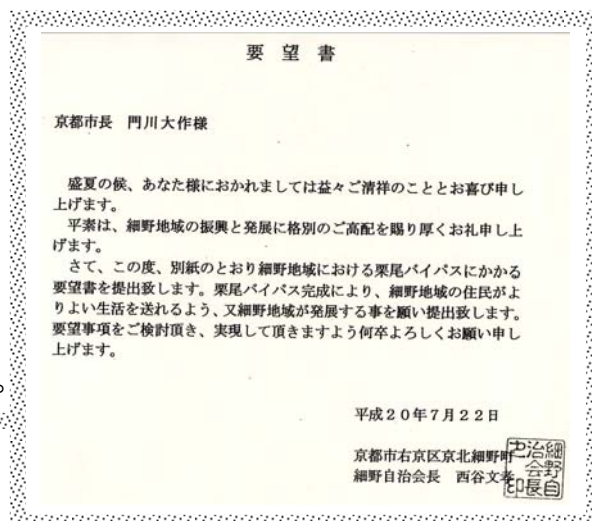 要望書
京都市長 門川大作様
盛夏の候、あなた様におかれましては益々ご清祥のこととお喜び申し
上げます。
平素は、細野地域の振興と発展に格別のご高配を賜り厚くお礼申し上
げます。
さて、この度、別紙のとおり細野地域における栗尾バイパスにかかる
要望書を提出致します。栗尾バイパス完成により、細野地域の住民がよ
りよい生活を送れるよう、又細野地域が発展する事を願い提出致します。
要望事項をご検討頂き、実現して頂きますよう何卒よろしくお願い申し
上げます。
。
平成20年7月22日
京都市右京区京北細野町
細野自治会長 西谷文孝
細野自
治会長
之印